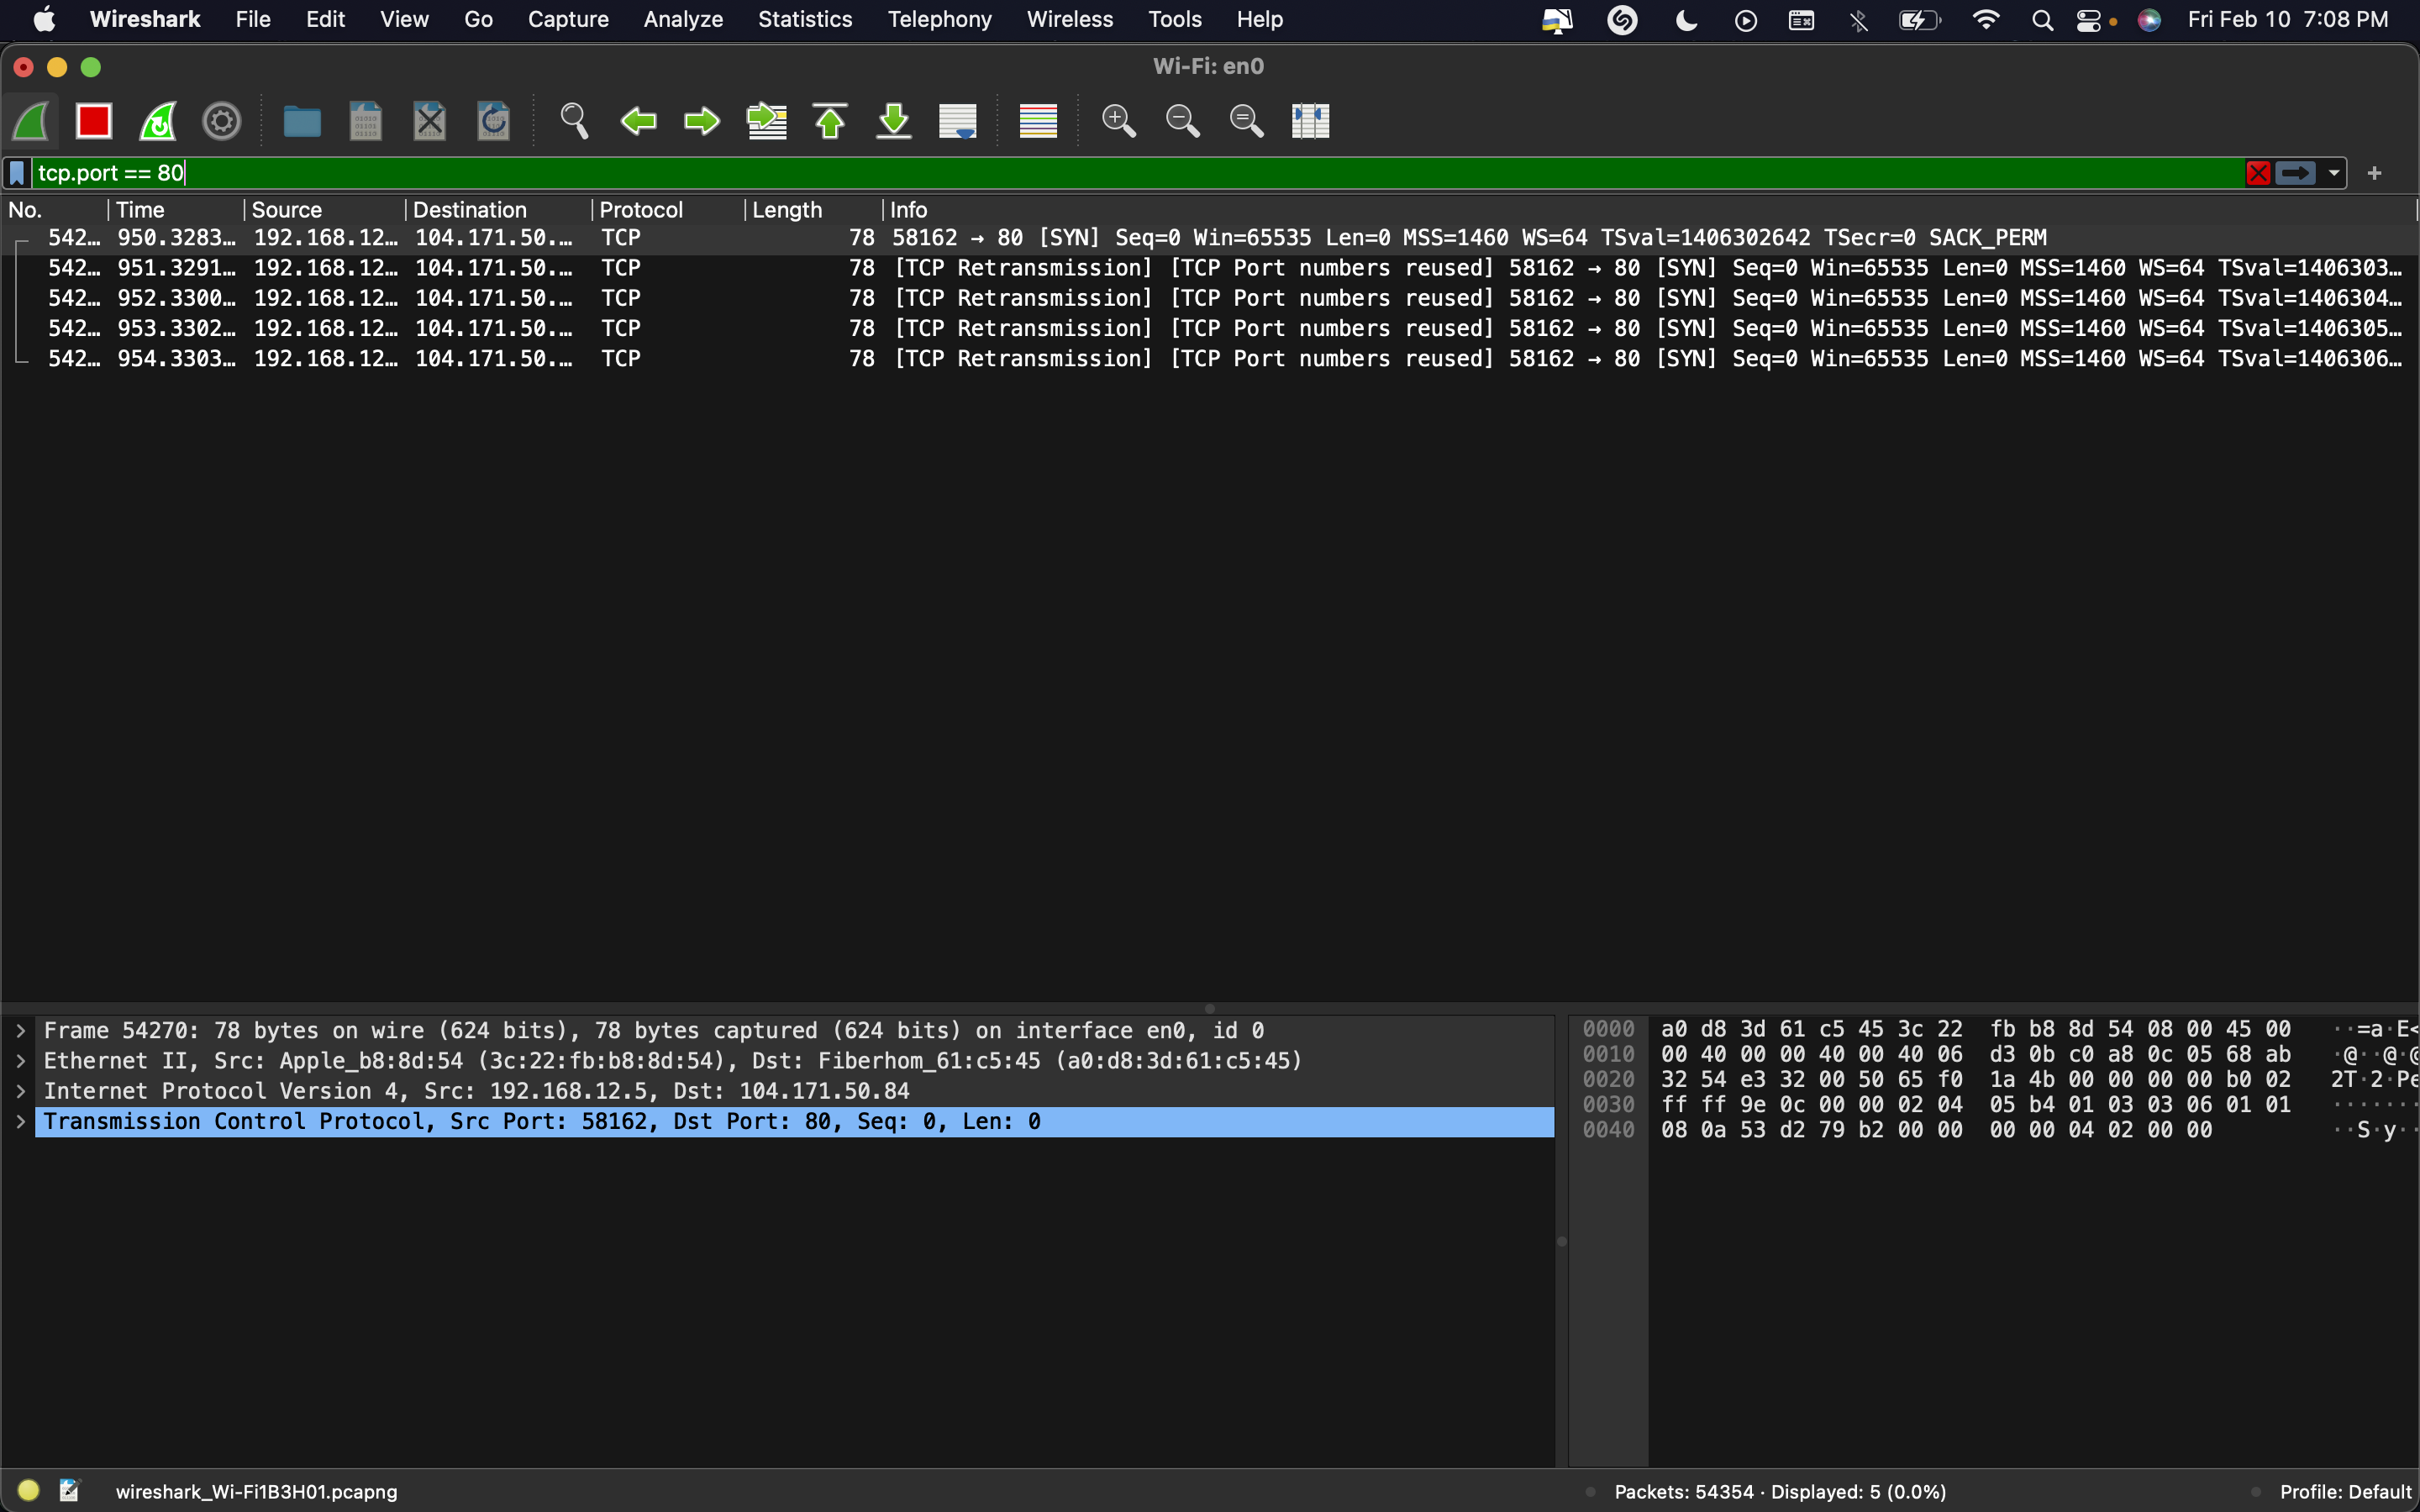 Wireshark File Edit View Go Capture Analyze Statistics Telephony Wireless Tools Help Fri Feb 10 7:08 PM
Wi-Fi: en0
tcp.port == 80
No. Time Source Destination Protocol Length Info
542… 950.3283… 192.168.12… 104.171.50.… TCP 78 58162 → 80 [SYN] Seq=0 Win=65535 Len=0 MSS=1460 WS=64 TSval=1406302642 TSecr=0 SACK_PERM
542… 951.3291… 192.168.12… 104.171.50.… TCP 78 [TCP Retransmission] [TCP Port numbers reused] 58162 → 80 [SYN] Seq=0 Win=65535 Len=0 MSS=1460 WS=64 TSval=1406303…
542… 952.3300… 192.168.12… 104.171.50.… TCP 78 [TCP Retransmission] [TCP Port numbers reused] 58162 → 80 [SYN] Seq=0 Win=65535 Len=0 MSS=1460 WS=64 TSval=1406304…
542… 953.3302… 192.168.12… 104.171.50.… TCP 78 [TCP Retransmission] [TCP Port numbers reused] 58162 → 80 [SYN] Seq=0 Win=65535 Len=0 MSS=1460 WS=64 TSval=1406305…
542… 954.3303… 192.168.12… 104.171.50.… TCP 78 [TCP Retransmission] [TCP Port numbers reused] 58162 → 80 [SYN] Seq=0 Win=65535 Len=0 MSS=1460 WS=64 TSval=1406306…
Frame 54270: 78 bytes on wire (624 bits), 78 bytes captured (624 bits) on interface en0, id 0
Ethernet II, Src: Apple_b8:8d:54 (3c:22:fb:b8:8d:54), Dst: Fiberhom_61:c5:45 (a0:d8:3d:61:c5:45)
Internet Protocol Version 4, Src: 192.168.12.5, Dst: 104.171.50.84
Transmission Control Protocol, Src Port: 58162, Dst Port: 80, Seq: 0, Len: 0
0000 a0 d8 3d 61 c5 45 3c 22 fb b8 8d 54 08 00 45 00 ··=a·E<
0010 00 40 00 00 40 00 40 06 d3 0b c0 a8 0c 05 68 ab ·@··@·@
0020 32 54 e3 32 00 50 65 f0 1a 4b 00 00 00 00 b0 02 2T·2·Pe
0030 ff ff 9e 0c 00 00 02 04 05 b4 01 03 03 06 01 01 ·······
0040 08 0a 53 d2 79 b2 00 00 00 00 04 02 00 00 ··S·y··
wireshark_Wi-Fi1B3H01.pcapng Packets: 54354 · Displayed: 5 (0.0%) Profile: Default